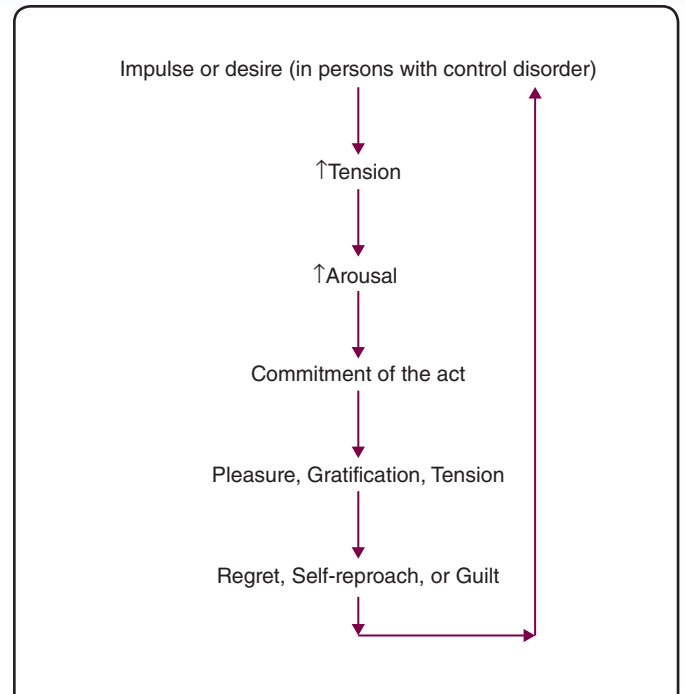 Impulse or desire (in persons with control disorder)
↑Tension
↑Arousal
Commitment of the act
Pleasure, Gratification, Tension
Regret, Self-reproach, or Guilt